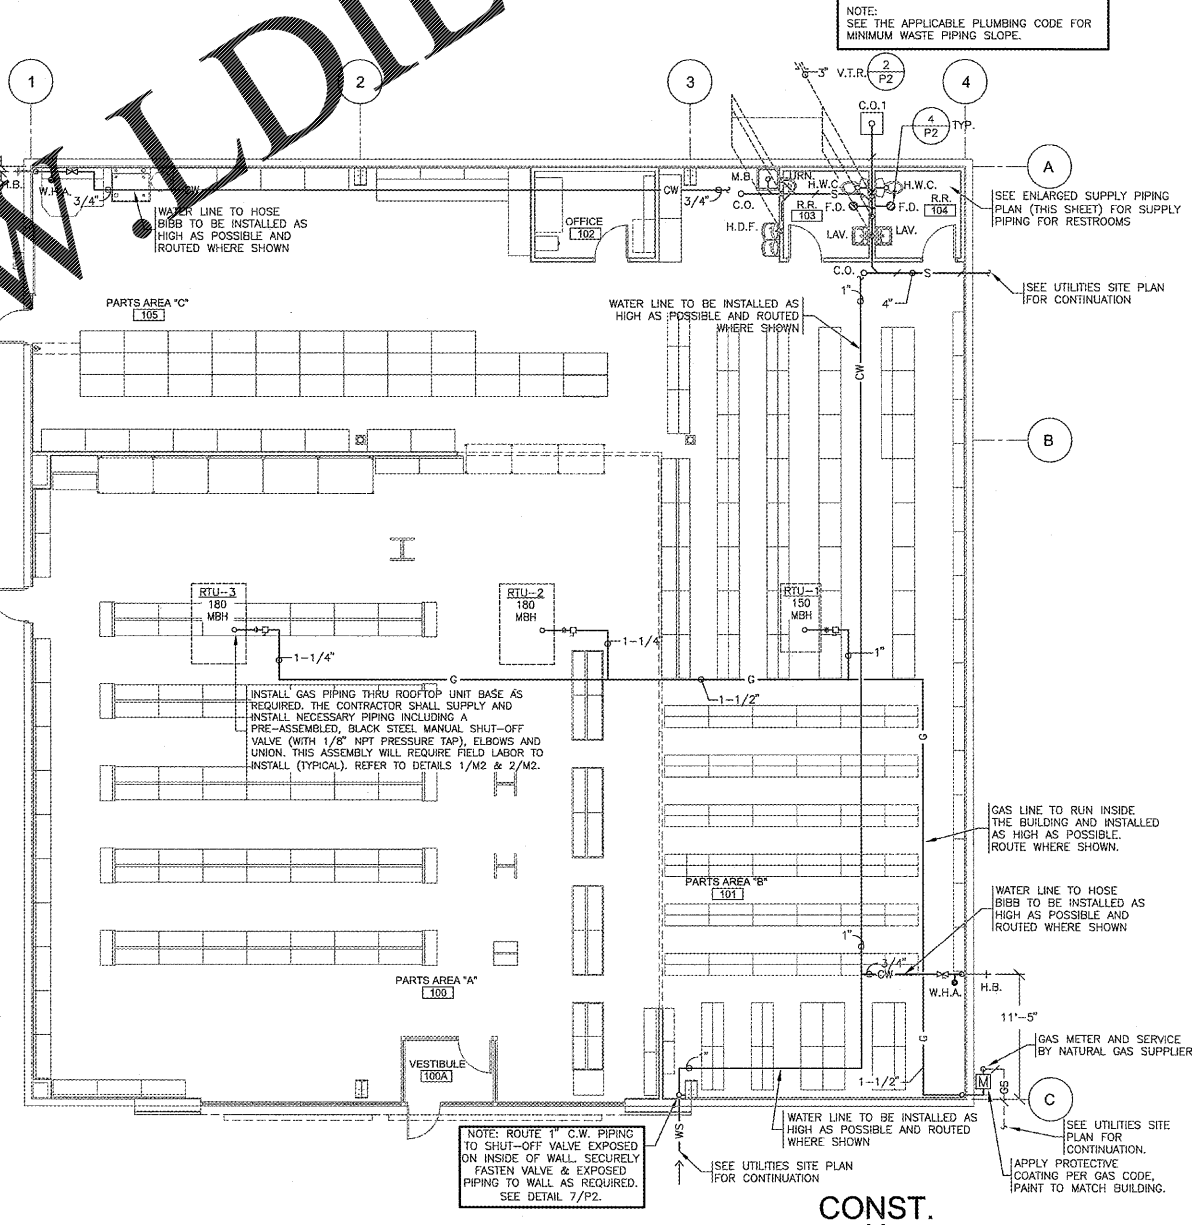 NOTE:
SEE THE APPLICABLE PLUMBING CODE FOR
MINIMUM WASTE PIPING SLOPE.
1
2
3
4
3" V.T.R.
2
P2
C.O.1
4
P2
TYP.
A
H.B.
W.H.A.
3/4"
CW
WATER LINE TO HOSE
BIBB TO BE INSTALLED AS
HIGH AS POSSIBLE AND
ROUTED WHERE SHOWN
OFFICE
102
CW
3/4"
M.B.
URN.
C.O.
S
H.W.C.
H.W.C.
R.R.
103
F.D.
F.D.
R.R.
104
H.D.F.
LAV.
LAV.
SEE ENLARGED SUPPLY PIPING
PLAN (THIS SHEET) FOR SUPPLY
PIPING FOR RESTROOMS
C.O.
S
4"
1"
SEE UTILITIES SITE PLAN
FOR CONTINUATION
PARTS AREA "C"
105
WATER LINE TO BE INSTALLED AS
HIGH AS POSSIBLE AND ROUTED
WHERE SHOWN
CW
B
RTU-3
180
MBH
RTU-2
180
MBH
RTU-1
150
MBH
1-1/4"
1-1/4"
1"
G
G
1-1/2"
G
INSTALL GAS PIPING THRU ROOFTOP UNIT BASE AS
REQUIRED. THE CONTRACTOR SHALL SUPPLY AND
INSTALL NECESSARY PIPING INCLUDING A
PRE-ASSEMBLED, BLACK STEEL MANUAL SHUT-OFF
VALVE (WITH 1/8" NPT PRESSURE TAP), ELBOWS AND
UNION. THIS ASSEMBLY WILL REQUIRE FIELD LABOR TO
INSTALL (TYPICAL). REFER TO DETAILS 1/M2 & 2/M2.
GAS LINE TO RUN INSIDE
THE BUILDING AND INSTALLED
AS HIGH AS POSSIBLE.
ROUTE WHERE SHOWN.
PARTS AREA "B"
101
WATER LINE TO HOSE
BIBB TO BE INSTALLED AS
HIGH AS POSSIBLE AND
ROUTED WHERE SHOWN
1"
3/4"
CW
W.H.A.
H.B.
11'-5"
PARTS AREA "A"
100
G
GAS METER AND SERVICE
BY NATURAL GAS SUPPLIER
VESTIBULE
100A
1"
1-1/2"
M
GS
C
NOTE: ROUTE 1" C.W. PIPING
TO SHUT-OFF VALVE EXPOSED
ON INSIDE OF WALL. SECURELY
FASTEN VALVE & EXPOSED
PIPING TO WALL AS REQUIRED.
SEE DETAIL 7/P2.
WS
WATER LINE TO BE INSTALLED AS
HIGH AS POSSIBLE AND ROUTED
WHERE SHOWN
SEE UTILITIES SITE PLAN
FOR CONTINUATION
SEE UTILITIES SITE
PLAN FOR
CONTINUATION.
APPLY PROTECTIVE
COATING PER GAS CODE,
PAINT TO MATCH BUILDING.
CONST.